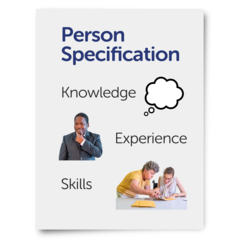 Person
Specification
Knowledge
Experience
Skills